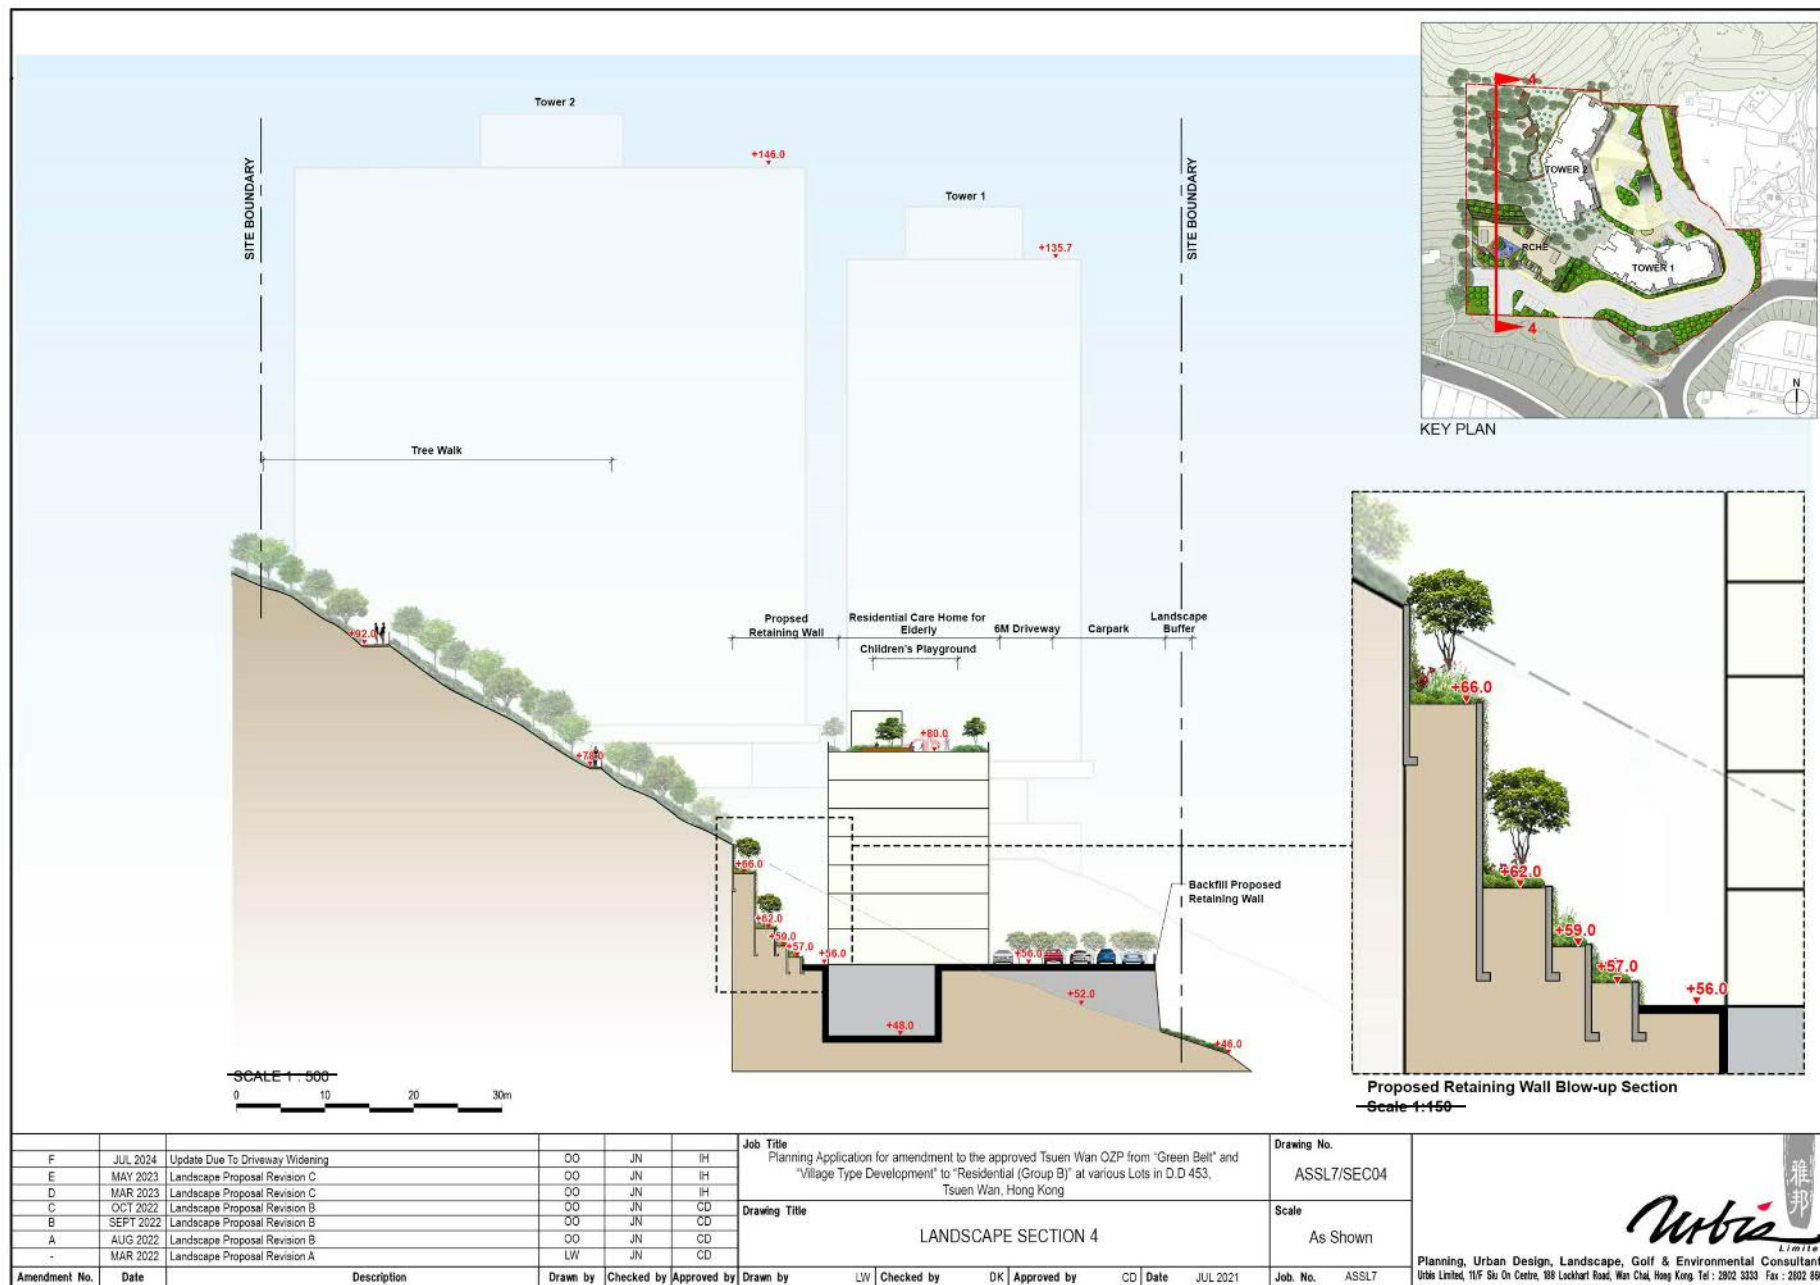 Tower 2
+146.0
SITE BOUNDARY
Tower 1
SITE BOUNDARY
+135.7
Tree Walk
Propsed
Retaining Wall
Residential Care Home for
Elderly
6M Driveway
Carpark
Landscape
Buffer
Children's Playground
+92.0
+78.0
+80.0
+66.0
+62.0
+59.0
+57.0
+56.0
+56.0
+52.0
+48.0
+46.0
Backfill Proposed
Retaining Wall
SCALE 1 : 500
0 10 20 30m
4
TOWER 2
RCHE
TOWER 1
4
N
KEY PLAN
+66.0
+62.0
+59.0
+57.0
+56.0
Proposed Retaining Wall Blow-up Section
Scale 1:150
F JUL 2024 Update Due To Driveway Widening OO JN IH
E MAY 2023 Landscape Proposal Revision C OO JN IH
D MAR 2023 Landscape Proposal Revision C OO JN IH
C OCT 2022 Landscape Proposal Revision B OO JN CD
B SEPT 2022 Landscape Proposal Revision B OO JN CD
A AUG 2022 Landscape Proposal Revision B OO JN CD
- MAR 2022 Landscape Proposal Revision A LW JN CD
Amendment No. Date Description Drawn by Checked by Approved by
Job Title
Planning Application for amendment to the approved Tsuen Wan OZP from "Green Belt" and
"Village Type Development" to "Residential (Group B)" at various Lots in D.D 453,
Tsuen Wan, Hong Kong
Drawing Title
LANDSCAPE SECTION 4
Drawn by LW Checked by DK Approved by CD Date JUL 2021
Drawing No.
ASSL7/SEC04
Scale
As Shown
Job. No. ASSL7
雅邦
Urbis
Limite
Planning, Urban Design, Landscape, Golf & Environmental Consultan
Urbis Limited, 11/F Siu On Centre, 188 Lockhart Road, Wan Chai, Hong Kong. Tel : 2802 3333 Fax : 2802